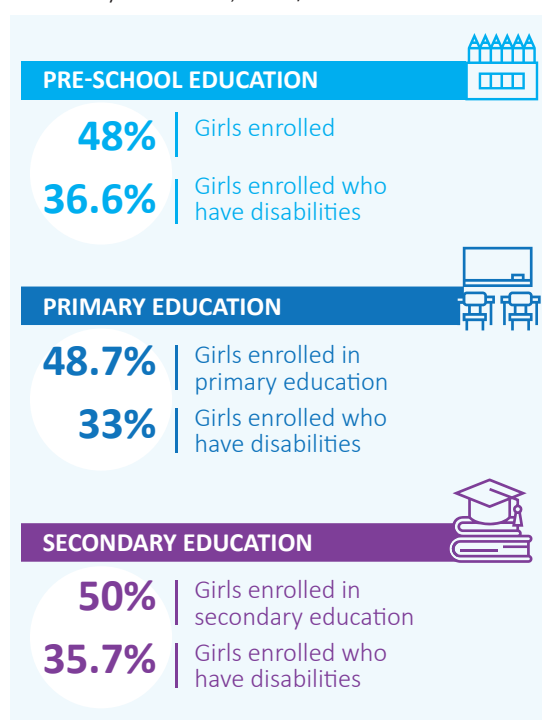 PRE-SCHOOL EDUCATION
48%
Girls enrolled
36.6%
Girls enrolled who
have disabilities
PRIMARY EDUCATION
48.7%
Girls enrolled in
primary education
33%
Girls enrolled who
have disabilities
SECONDARY EDUCATION
50%
Girls enrolled in
secondary education
35.7%
Girls enrolled who
have disabilities